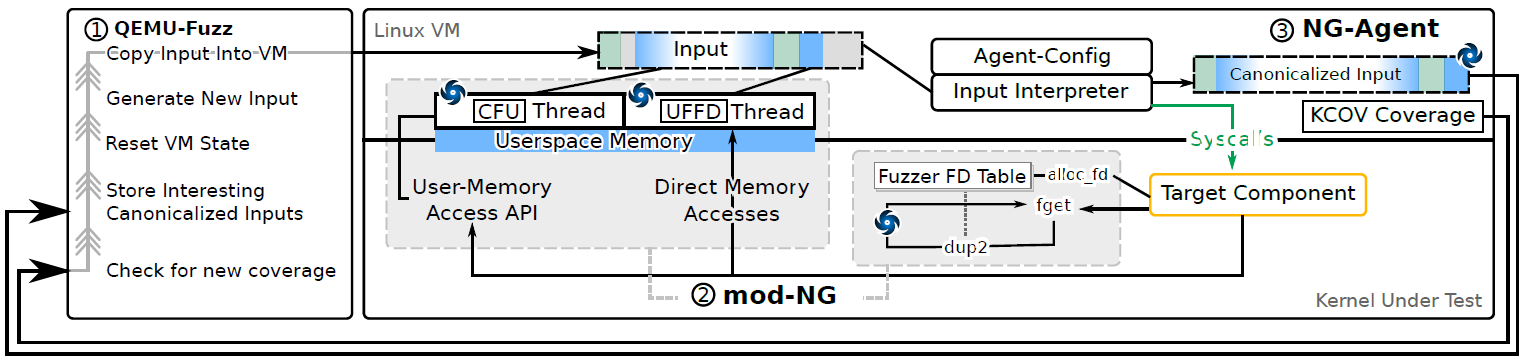 ① QEMU-Fuzz
Copy Input Into VM
Generate New Input
Reset VM State
Store Interesting
Canonicalized Inputs
Check for new coverage
Linux VM
Input
CFU Thread
UFFD Thread
Userspace Memory
User-Memory
Access API
Direct Memory
Accesses
② mod-NG
Agent-Config
Input Interpreter
③ NG-Agent
Canonicalized Input
KCOV Coverage
Syscalls
Fuzzer FD Table
alloc_fd
fget
dup2
Target Component
Kernel Under Test